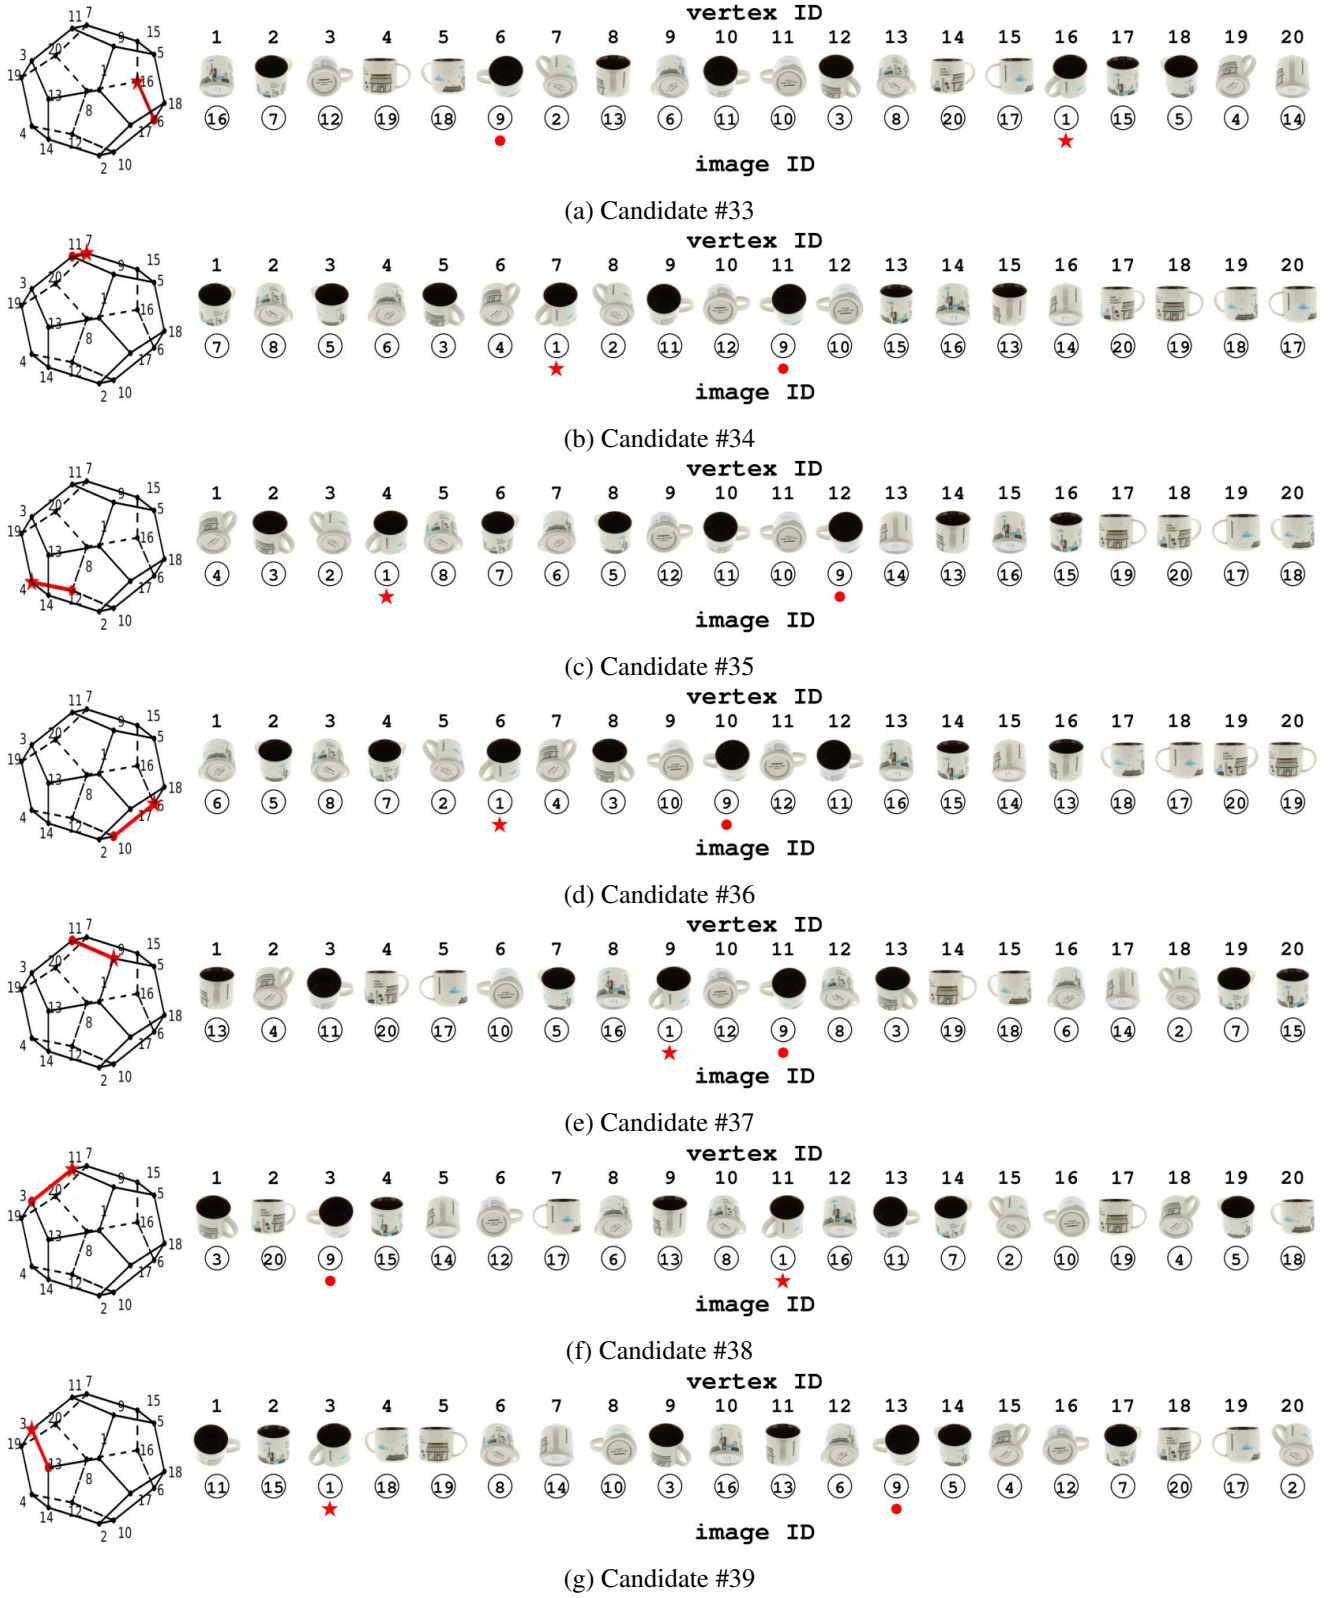 vertex ID
1 2 3 4 5 6 7 8 9 10 11 12 13 14 15 16 17 18 19 20
16 7 12 19 18 9 2 13 6 11 10 3 8 20 17 1 15 5 4 14
image ID
(a) Candidate #33
vertex ID
1 2 3 4 5 6 7 8 9 10 11 12 13 14 15 16 17 18 19 20
7 8 5 6 3 4 1 2 11 12 9 10 15 16 13 14 20 19 18 17
image ID
(b) Candidate #34
vertex ID
1 2 3 4 5 6 7 8 9 10 11 12 13 14 15 16 17 18 19 20
4 3 2 1 8 7 6 5 12 11 10 9 14 13 16 15 19 20 17 18
image ID
(c) Candidate #35
vertex ID
1 2 3 4 5 6 7 8 9 10 11 12 13 14 15 16 17 18 19 20
6 5 8 7 2 1 4 3 10 9 12 11 16 15 14 13 18 17 20 19
image ID
(d) Candidate #36
vertex ID
1 2 3 4 5 6 7 8 9 10 11 12 13 14 15 16 17 18 19 20
13 4 11 20 17 10 5 16 1 12 9 8 3 19 18 6 14 2 7 15
image ID
(e) Candidate #37
vertex ID
1 2 3 4 5 6 7 8 9 10 11 12 13 14 15 16 17 18 19 20
3 20 9 15 14 12 17 6 13 8 1 16 11 7 2 10 19 4 5 18
image ID
(f) Candidate #38
vertex ID
1 2 3 4 5 6 7 8 9 10 11 12 13 14 15 16 17 18 19 20
11 15 1 18 19 8 14 10 3 16 13 6 9 5 4 12 7 20 17 2
image ID
(g) Candidate #39